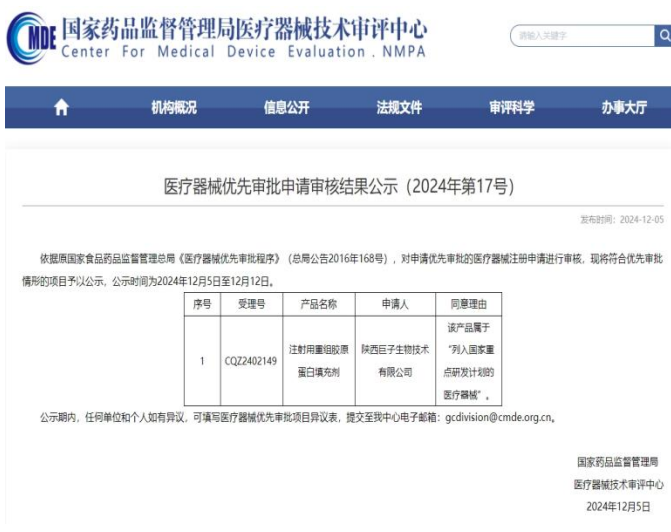 CMDE 国家药品监督管理局医疗器械技术审评中心
Center For Medical Device Evaluation . NMPA
请输入关键字
机构概况 信息公开 法规文件 审评科学 办事大厅
医疗器械优先审批申请审核结果公示（2024年第17号）
发布时间：2024-12-05
依据原国家食品药品监督管理总局《医疗器械优先审批程序》（总局公告2016年168号），对申请优先审批的医疗器械注册申请进行审核，现将符合优先审批
情形的项目予以公示，公示时间为2024年12月5日至12月12日。
序号 受理号 产品名称 申请人 同意理由
1 CQZ2402149 注射用重组胶原
蛋白填充剂 陕西巨子生物技术
有限公司 该产品属于
“列入国家重
点研发计划的
医疗器械”。
公示期内，任何单位和个人如有异议，可填写医疗器械优先审批项目异议表，提交至我中心电子邮箱：gcdivision@cmde.org.cn。
国家药品监督管理局
医疗器械技术审评中心
2024年12月5日